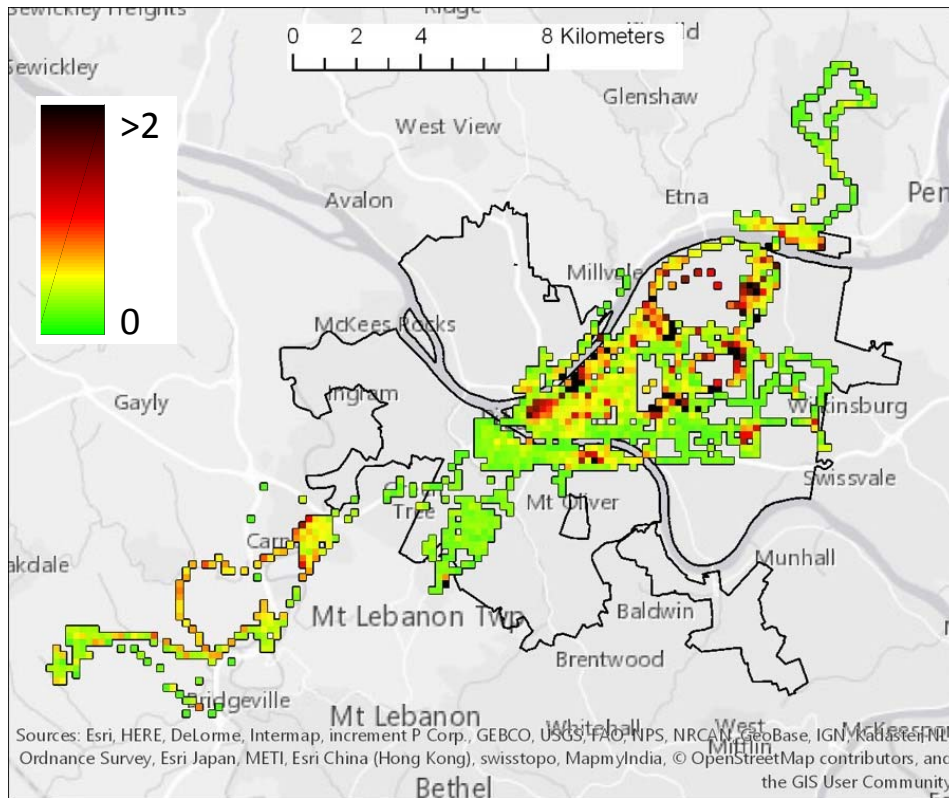 Sewickley Heights
Ridge
0 2 4 8 Kilometers
Sewickley
Glenshaw
>2
West View
Avalon
Etna
Millvale
0
McKees Rocks
Ingram
Gayly
Wilkinsburg
Swissvale
Mt Oliver
Tree
Munhall
Mt Lebanon Twp
Baldwin
Brentwood
Bridgeville
Mt Lebanon
Whitehall
West
Mifflin
McKeesport
Sources: Esri, HERE, DeLorme, Intermap, increment P Corp., GEBCO, USGS, FAO, NPS, NRCAN, GeoBase, IGN, Kadaster NL,
Ordnance Survey, Esri Japan, METI, Esri China (Hong Kong), swisstopo, MapmyIndia, © OpenStreetMap contributors, and
the GIS User Community
Bethel